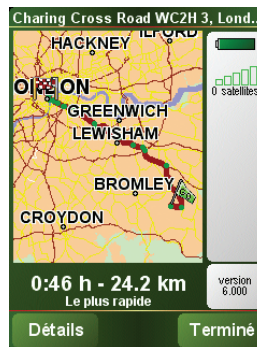 Charing Cross Road WC2H 3, Lond..
HACKNEY
ILFORD
GREENWICH
LEWISHAM
BROMLEY
GO!
CROYDON
0 satellites
0:46 h - 24.2 km
Le plus rapide
version
6.000
Détails
Terminé